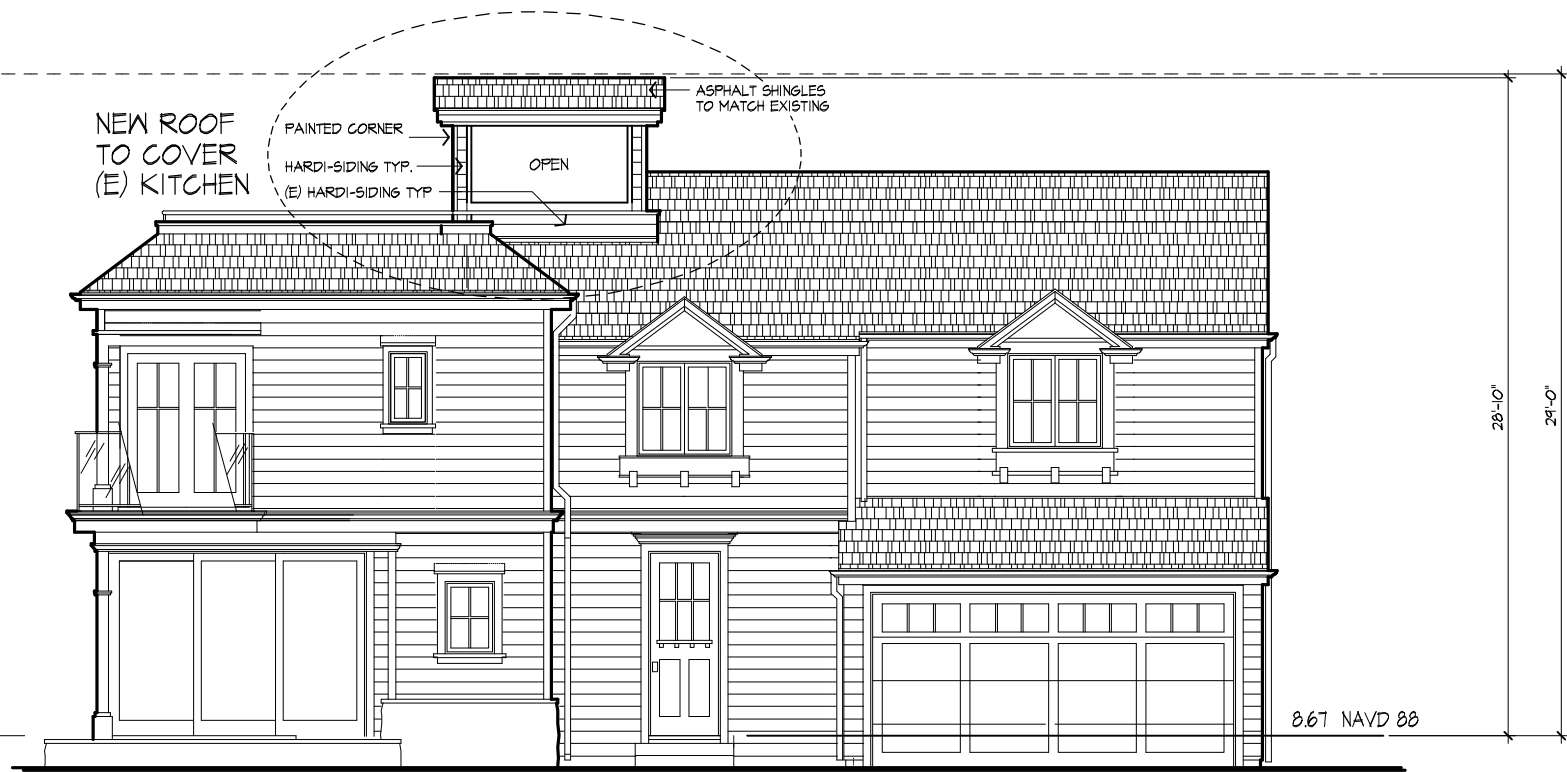 ASPHALT SHINGLES
TO MATCH EXISTING
NEW ROOF
TO COVER
(E) KITCHEN
PAINTED CORNER
HARDI-SIDING TYP.
(E) HARDI-SIDING TYP
OPEN
28'-10"
29'-0"
8.67 NAVD 88